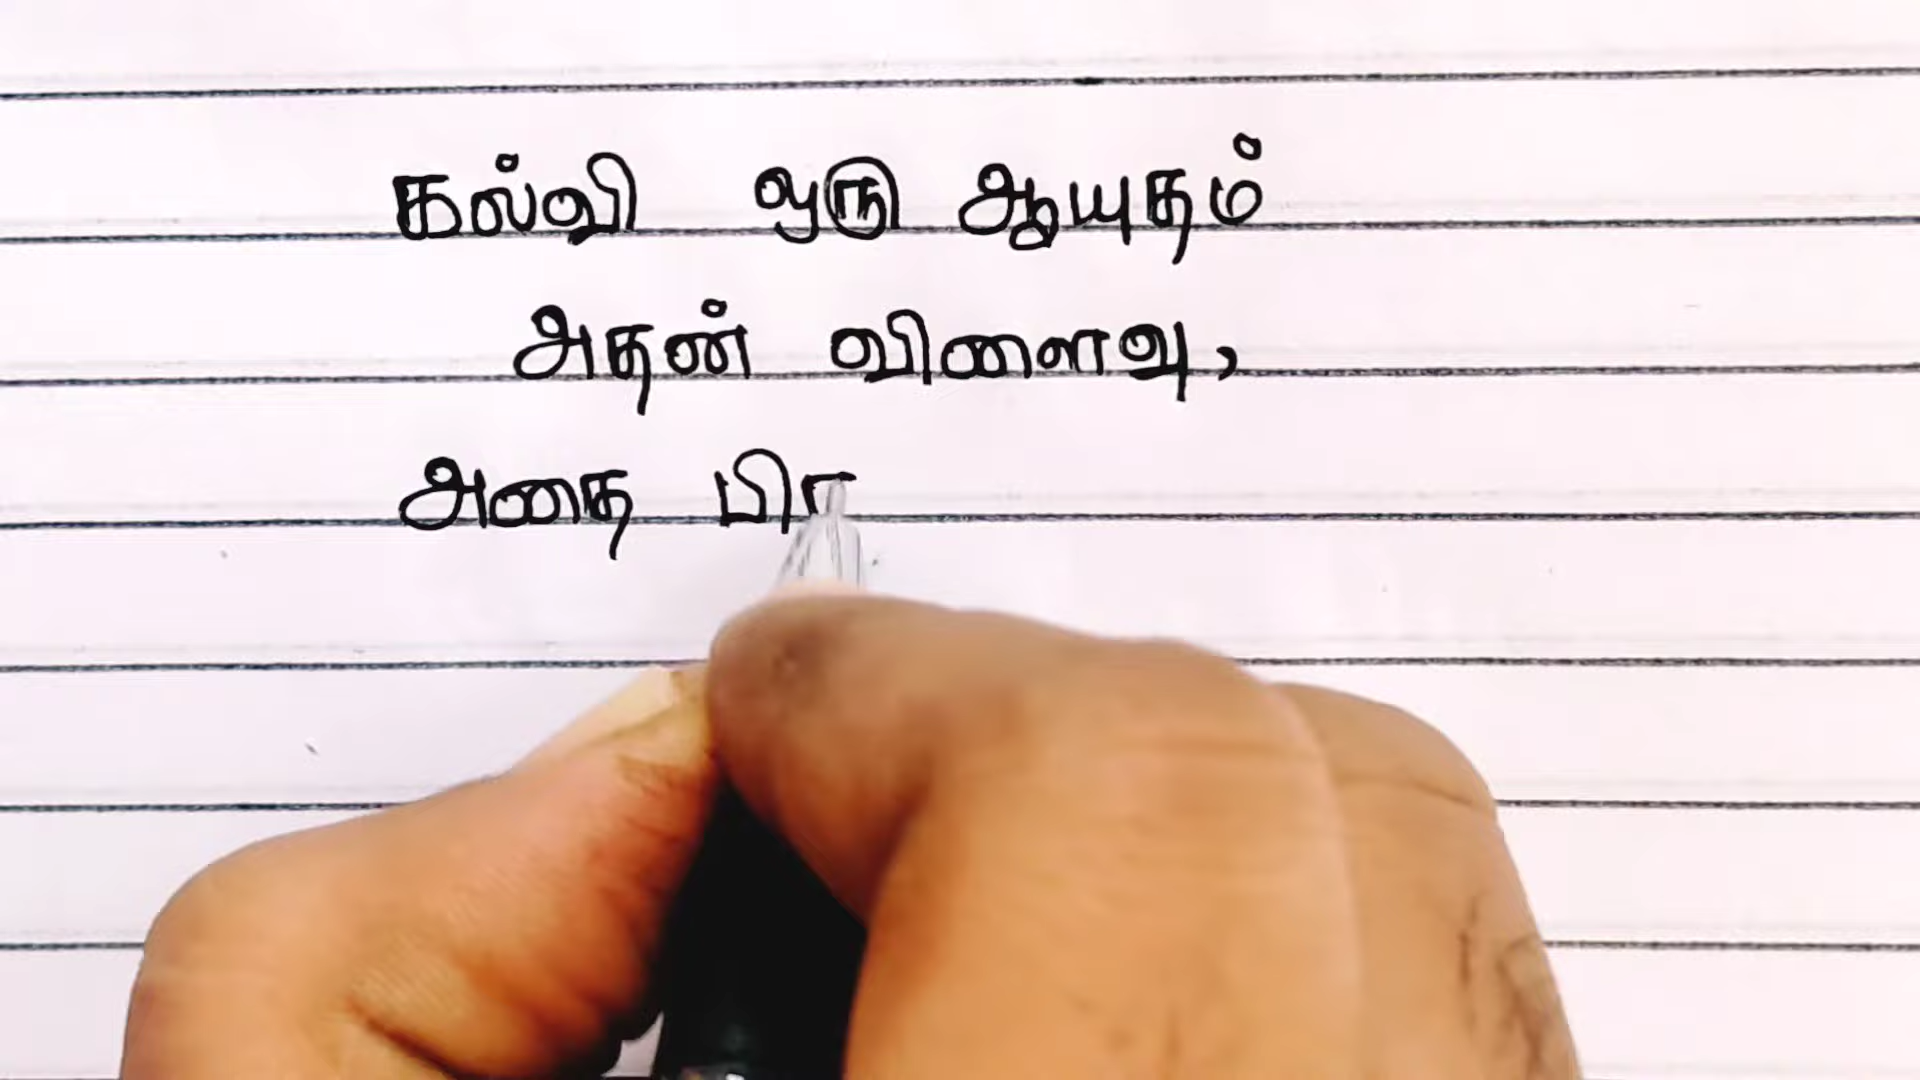 கல்வி ஒரு ஆயுதம்
அதன் விளைவு,
அதை பிர